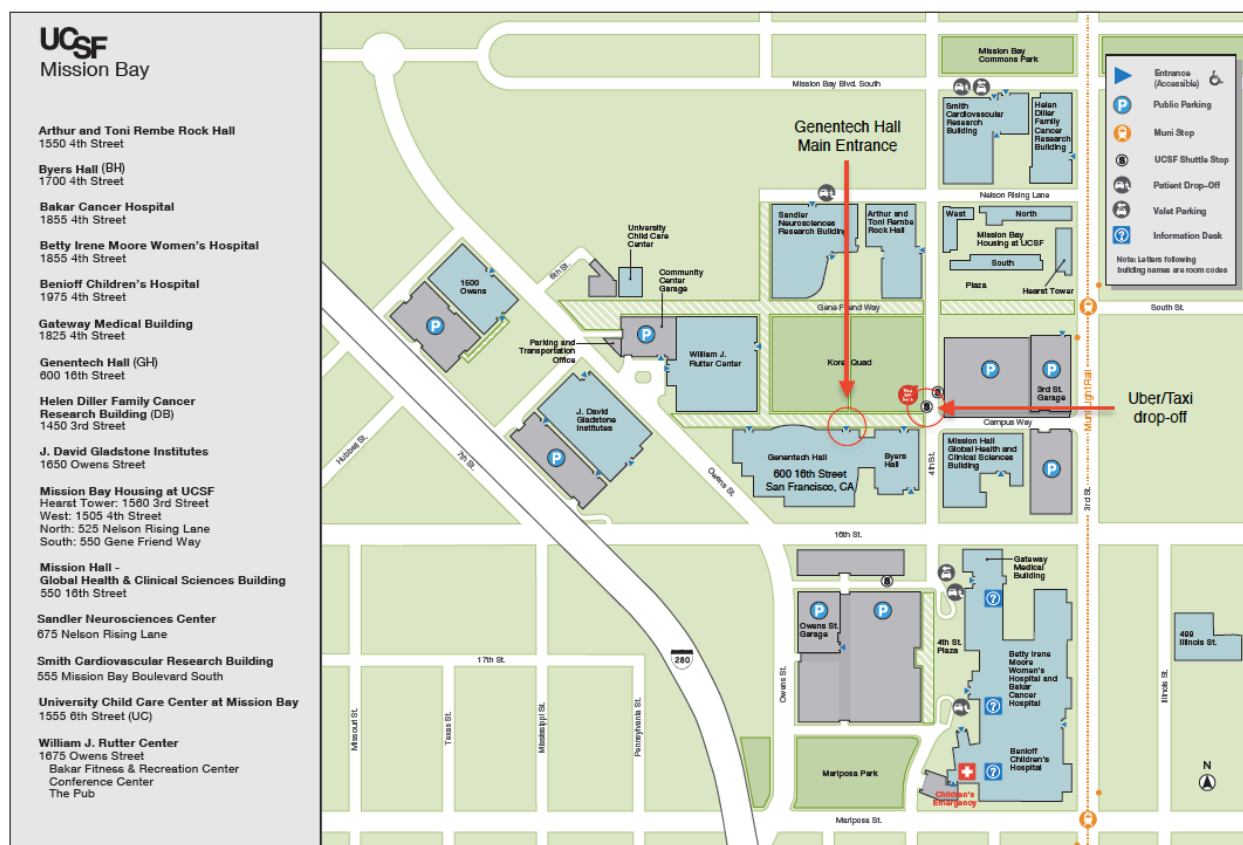 UCSF
Mission Bay
Arthur and Toni Rembe Rock Hall
1550 4th Street
Byers Hall (BH)
1700 4th Street
Bakar Cancer Hospital
1855 4th Street
Betty Irene Moore Women's Hospital
1855 4th Street
Benioff Children's Hospital
1975 4th Street
Gateway Medical Building
1825 4th Street
Genentech Hall (GH)
600 16th Street
Helen Diller Family Cancer
Research Building (DB)
1450 3rd Street
J. David Gladstone Institutes
1650 Owens Street
Mission Bay Housing at UCSF
Hearst Tower: 1560 3rd Street
West: 1505 4th Street
North: 525 Nelson Rising Lane
South: 550 Gene Friend Way
Mission Hall -
Global Health & Clinical Sciences Building
550 16th Street
Sandler Neurosciences Center
675 Nelson Rising Lane
Smith Cardiovascular Research Building
555 Mission Bay Boulevard South
University Child Care Center at Mission Bay
1555 6th Street (UC)
William J. Rutter Center
1675 Owens Street
Bakar Fitness & Recreation Center
Conference Center
The Pub
Mission Bay
Commons Park
Mission Bay Blvd. South
Smith
Cardiovascular
Research
Building
Helen
Diller
Family
Cancer
Research
Building
Entrance
(Accessible)
P
Public Parking
Muni Stop
S
UCSF Shuttle Stop
Patient Drop-Off
Valet Parking
?
Information Desk
Note: Letters following
building names are room codes
Genentech Hall
Main Entrance
Nelson Rising Lane
Sandler
Neurosciences
Research Building
Arthur and
Toni Rembe
Rock Hall
West
North
Mission Bay
Housing at UCSF
South
Plaza
Hearst Tower
University
Child Care
Center
6th St.
Community
Center
Garage
1500
Owens
P
Gene Friend Way
South St.
P
Parking and
Transportation
Office
William J.
Rutter Center
Koret Quad
P
P
3rd St.
Garage
Muni Light Rail
You
Are
Here
S
S
Uber/Taxi
drop-off
Campus Way
J. David
Gladstone
Institutes
P
Hubbell St.
7th St.
Owens St.
Genentech Hall
600 16th Street
San Francisco, CA
Byers
Hall
4th St.
Mission Hall
Global Health and
Clinical Sciences
Building
P
3rd St.
16th St.
Gateway
Medical
Building
S
?
P
Owens St.
Garage
P
4th St.
Plaza
499
Illinois St.
Betty Irene
Moore
Women's
Hospital and
Bakar
Cancer
Hospital
?
17th St.
280
Owens St.
Missouri St.
Texas St.
Mississippi St.
Pennsylvania St.
Illinois St.
Benioff
Children's
Hospital
?
Mariposa Park
Children's
Emergency
N
Mariposa St.